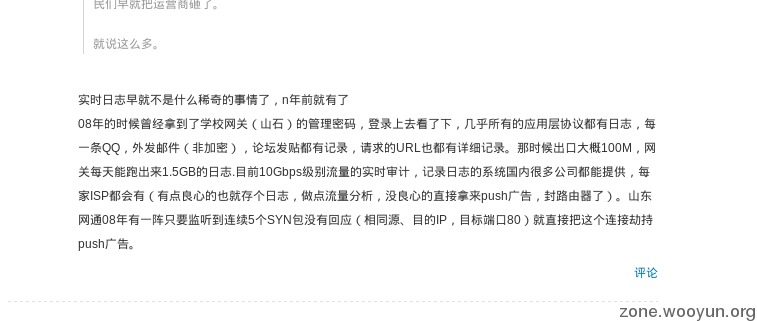 民们早就把运营商砸了。
就说这么多。
实时日志早就不是什么稀奇的事情了，n年前就有了
08年的时候曾经拿到了学校网关（山石）的管理密码，登录上去看了下，几乎所有的应用层协议都有日志，每
一条QQ，外发邮件（非加密），论坛发贴都有记录，请求的URL也都有详细记录。那时候出口大概100M，网
关每天能跑出来1.5GB的日志.目前10Gbps级别流量的实时审计，记录日志的系统国内很多公司都能提供，每
家ISP都会有（有点良心的也就存个日志，做点流量分析，没良心的直接拿来push广告，封路由器了）。山东
网通08年有一阵只要监听到连续5个SYN包没有回应（相同源、目的IP，目标端口80）就直接把这个连接劫持
push广告。
评论
zone.wooyun.org